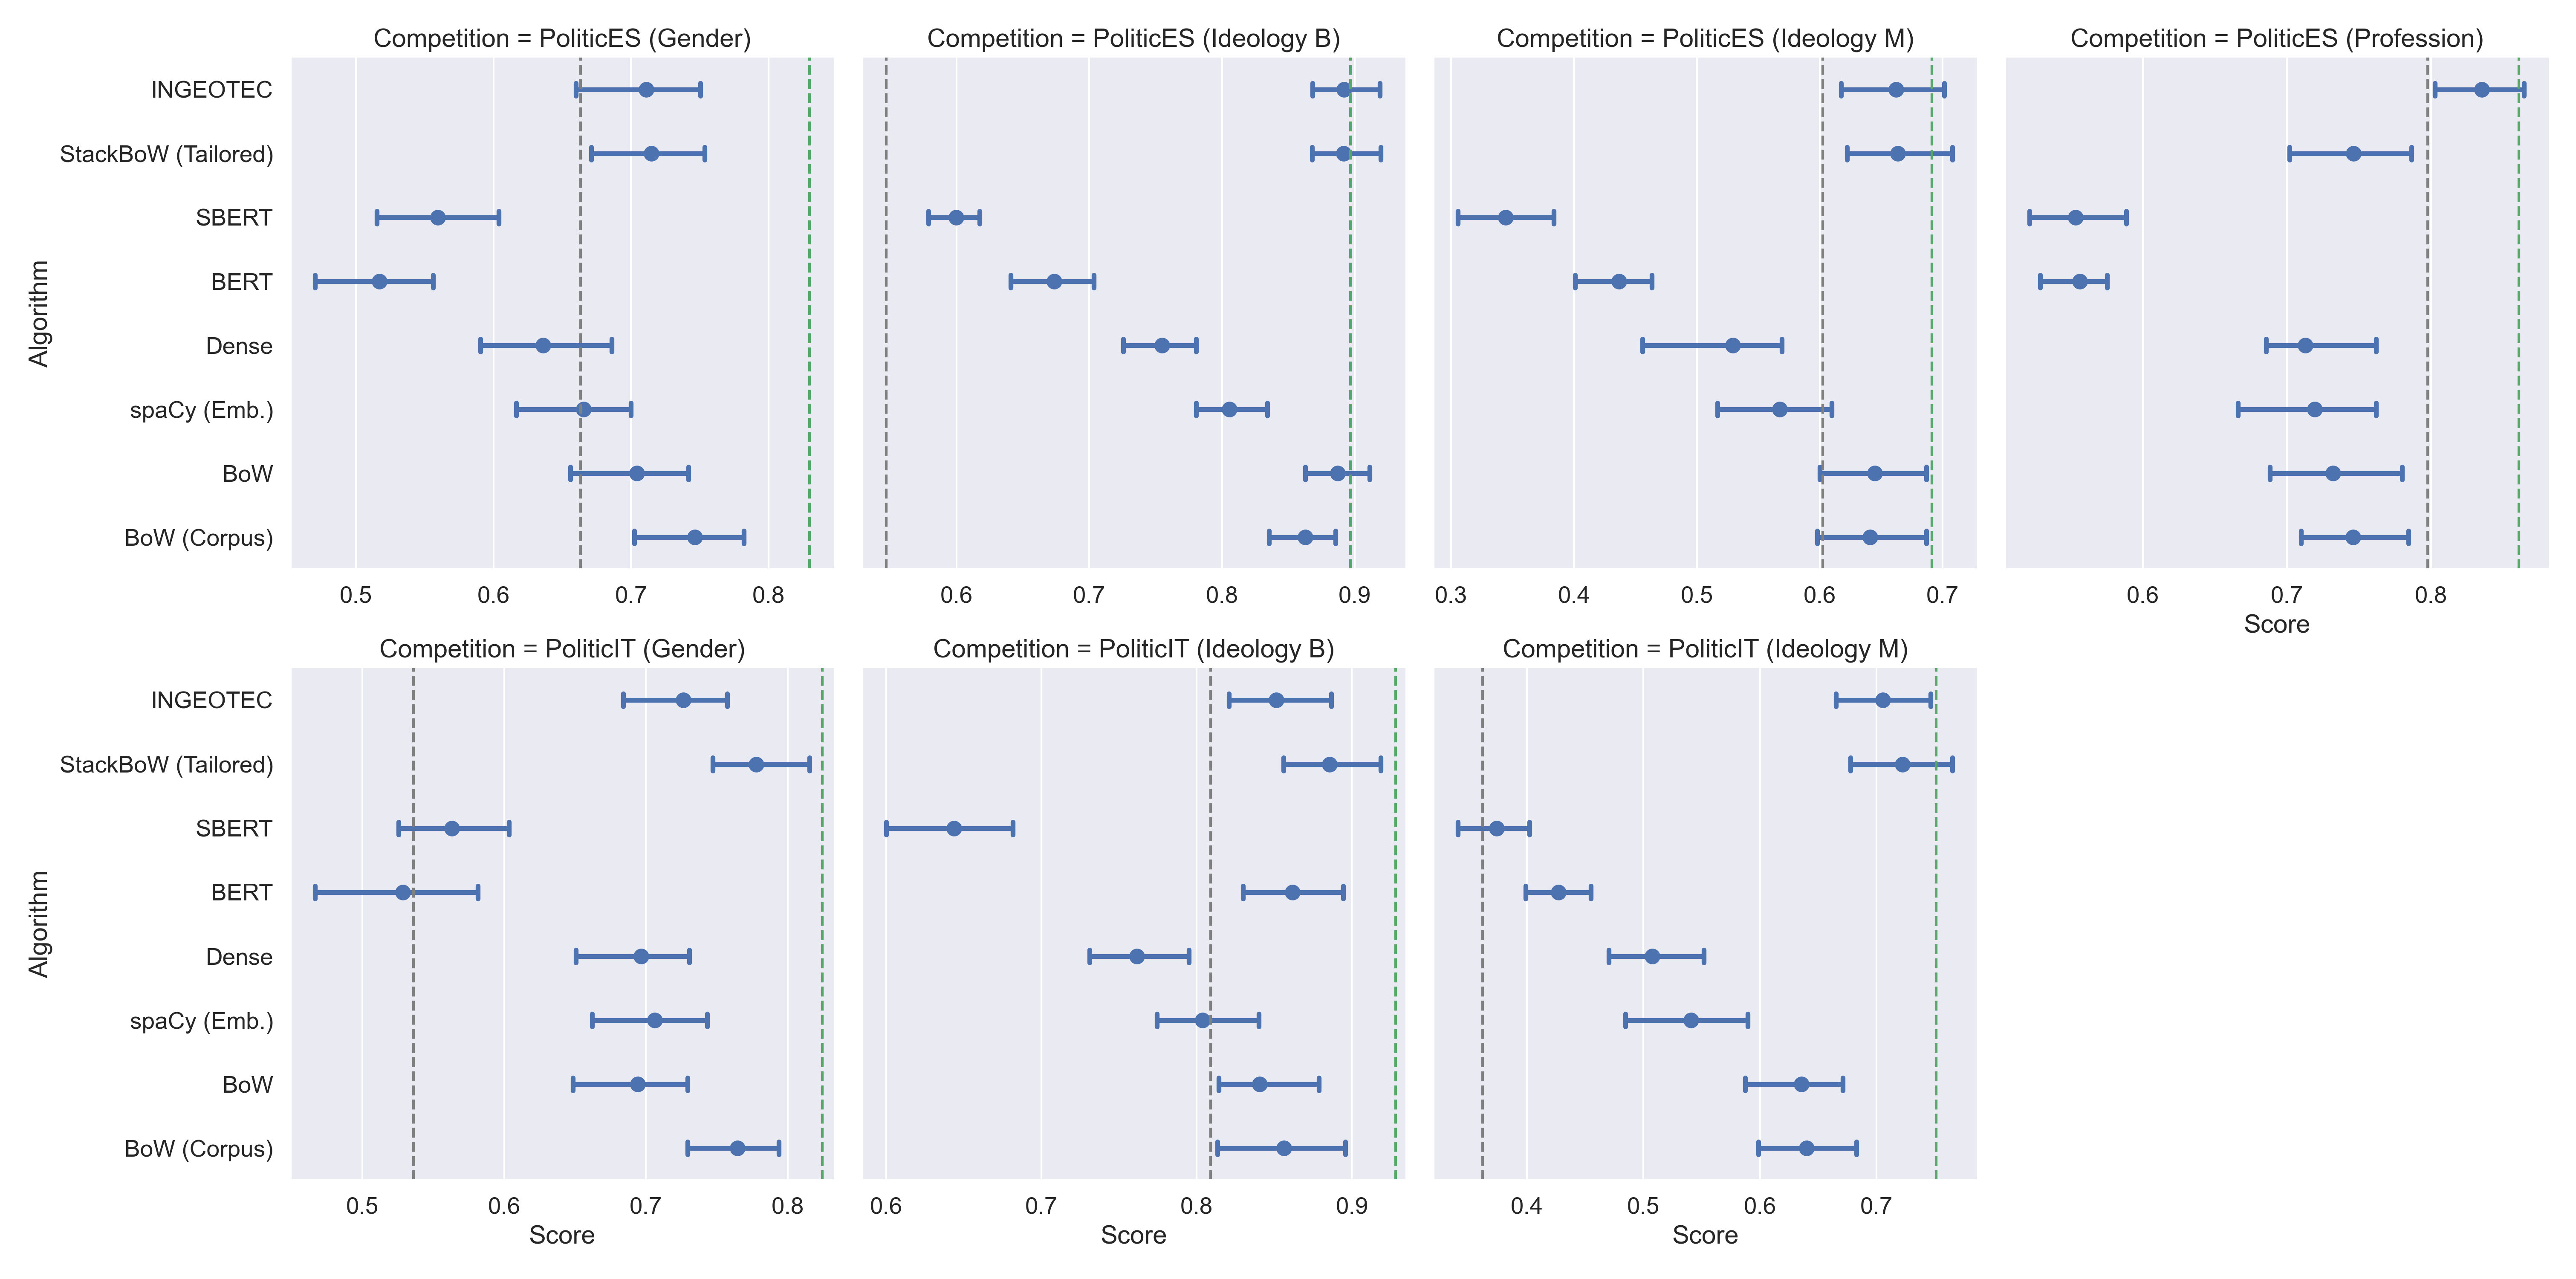 Competition = PoliticES (Gender)
Competition = PoliticES (Ideology B)
Competition = PoliticES (Ideology M)
Competition = PoliticES (Profession)
Algorithm
INGEOTEC
StackBoW (Tailored)
SBERT
BERT
Dense
spaCy (Emb.)
BoW
BoW (Corpus)
0.5 0.6 0.7 0.8
0.6 0.7 0.8 0.9
0.3 0.4 0.5 0.6 0.7
0.6 0.7 0.8
Score
Competition = PoliticIT (Gender)
Competition = PoliticIT (Ideology B)
Competition = PoliticIT (Ideology M)
Algorithm
INGEOTEC
StackBoW (Tailored)
SBERT
BERT
Dense
spaCy (Emb.)
BoW
BoW (Corpus)
0.5 0.6 0.7 0.8
0.6 0.7 0.8 0.9
0.4 0.5 0.6 0.7
Score
Score
Score